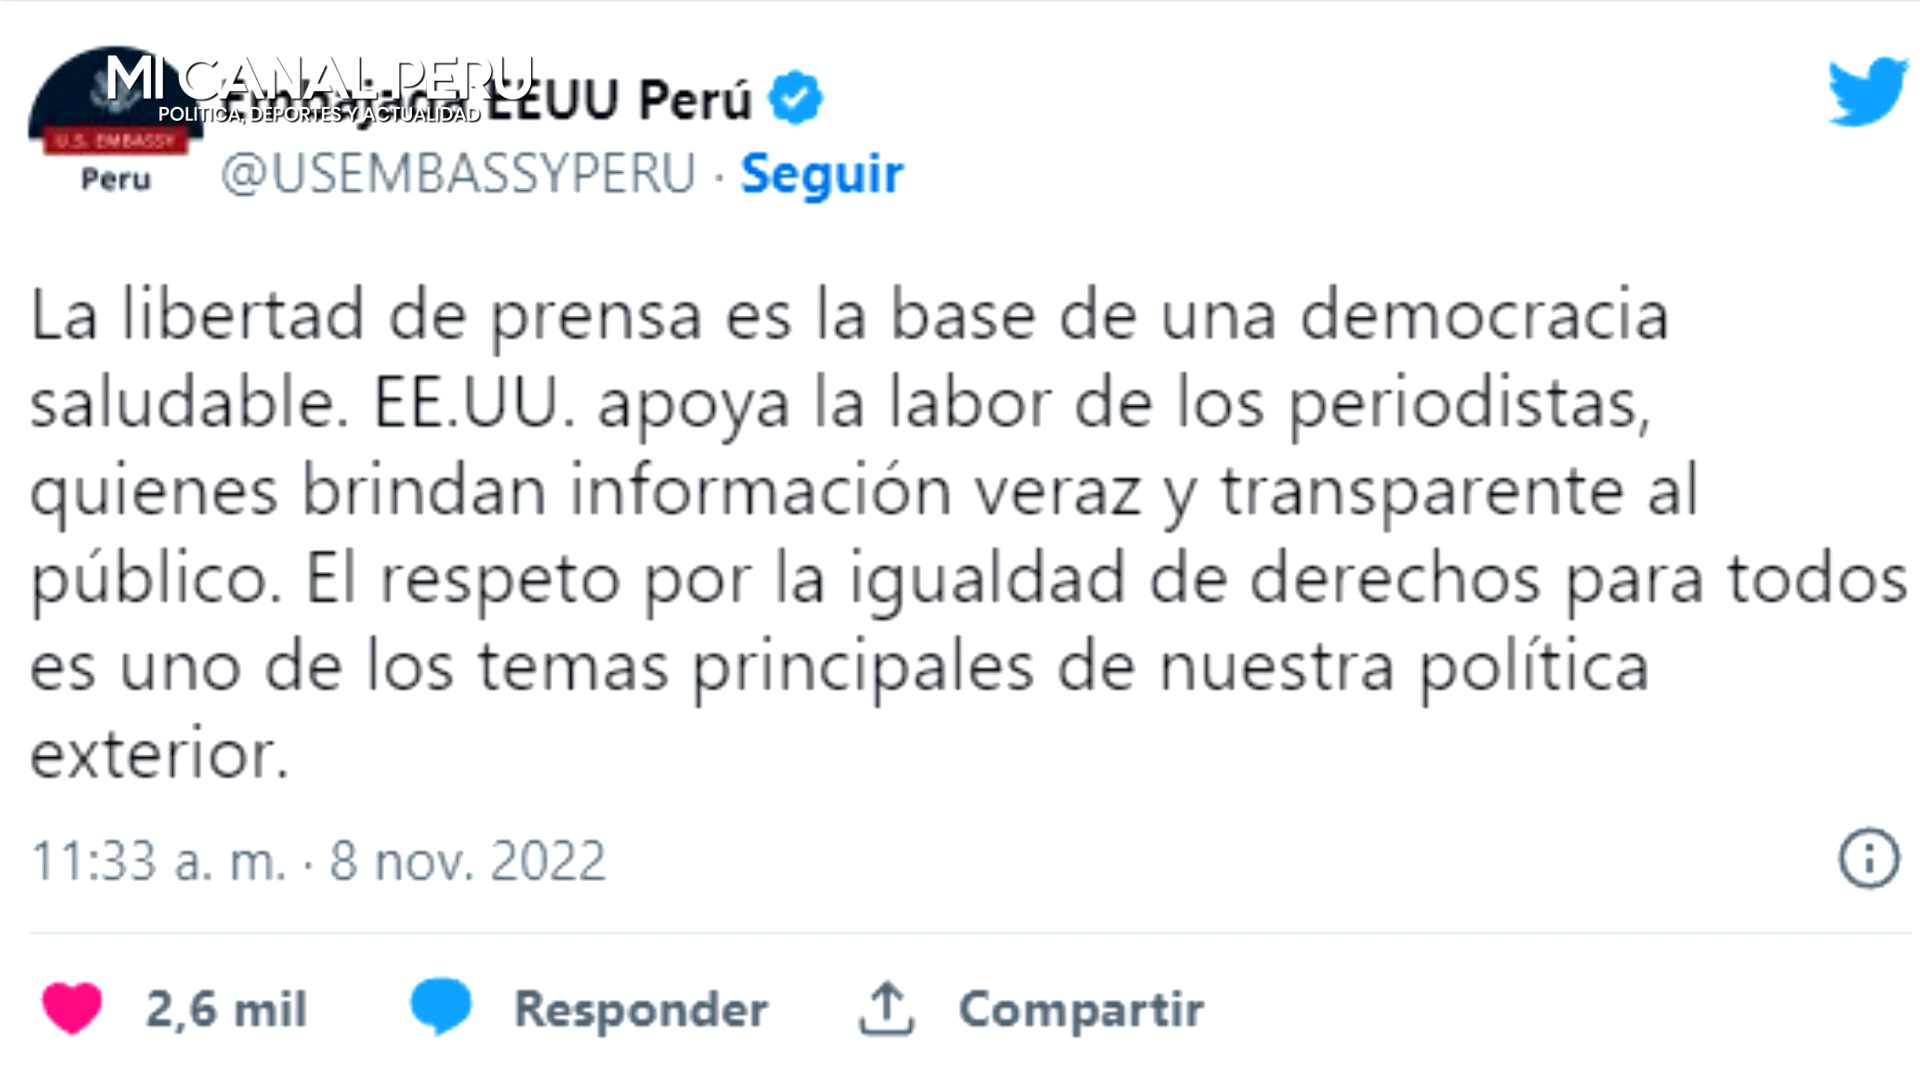 MI CANAL PERU
POLÍTICA, DEPORTES Y ACTUALIDAD
Embajada EEUU Perú
U.S. EMBASSY
Peru
@USEMBASSYPERU · Seguir
La libertad de prensa es la base de una democracia
saludable. EE.UU. apoya la labor de los periodistas,
quienes brindan información veraz y transparente al
público. El respeto por la igualdad de derechos para todos
es uno de los temas principales de nuestra política
exterior.
11:33 a. m. · 8 nov. 2022
2,6 mil Responder Compartir